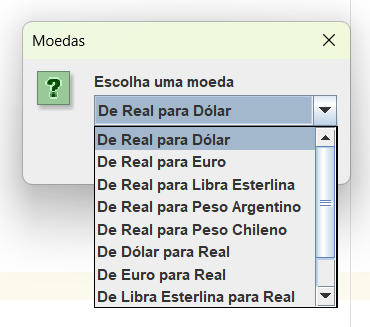 Moedas
Escolha uma moeda
De Real para Dólar
De Real para Dólar
De Real para Euro
De Real para Libra Esterlina
De Real para Peso Argentino
De Real para Peso Chileno
De Dólar para Real
De Euro para Real
De Libra Esterlina para Real